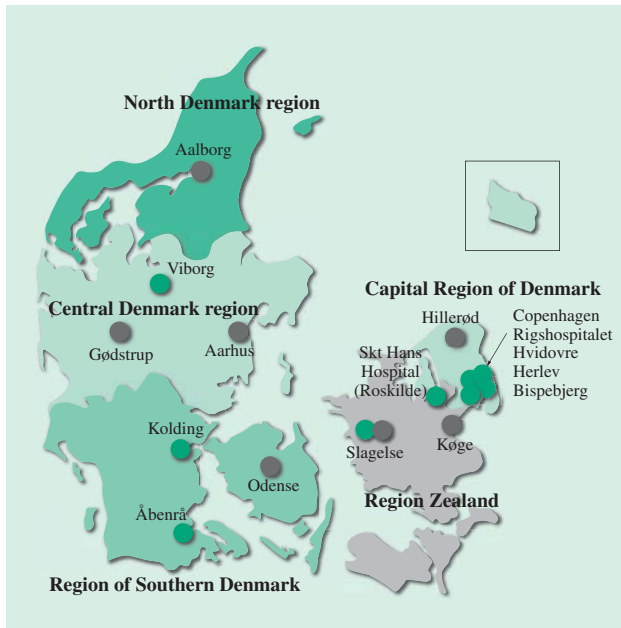 North Denmark region
Aalborg
Viborg
Central Denmark region
Gødstrup
Aarhus
Kolding
Odense
Åbenrå
Region of Southern Denmark
Capital Region of Denmark
Hillerød
Copenhagen
Rigshospitalet
Hvidovre
Herlev
Bispebjerg
Skt Hans
Hospital
(Roskilde)
Slagelse
Køge
Region Zealand